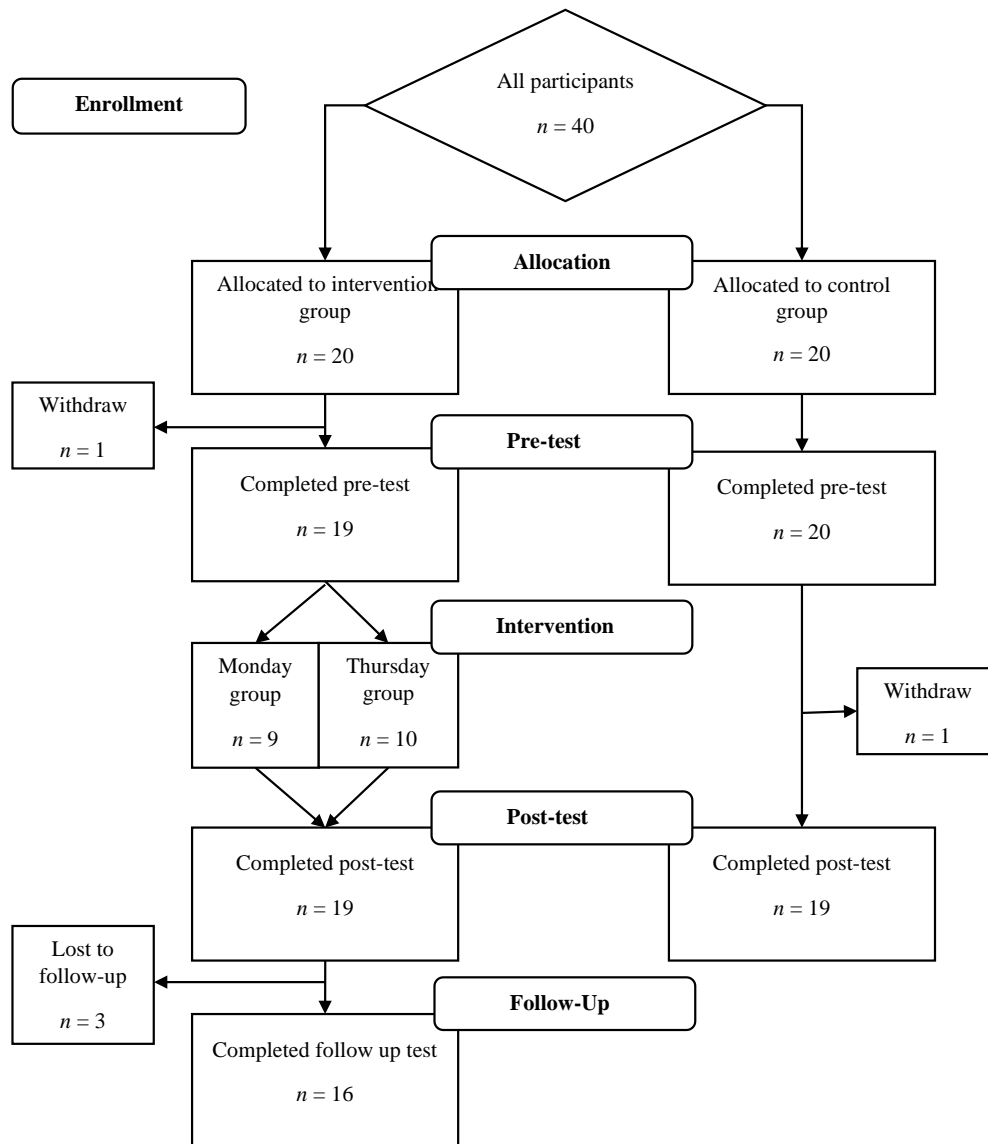 All participants
n = 40
Enrollment
Allocation
Allocated to intervention
group
n = 20
Allocated to control
group
n = 20
Withdraw
n = 1
Pre-test
Completed pre-test
n = 19
Completed pre-test
n = 20
Intervention
Monday
group
n = 9
Thursday
group
n = 10
Withdraw
n = 1
Post-test
Completed post-test
n = 19
Completed post-test
n = 19
Lost to
follow-up
n = 3
Follow-Up
Completed follow up test
n = 16